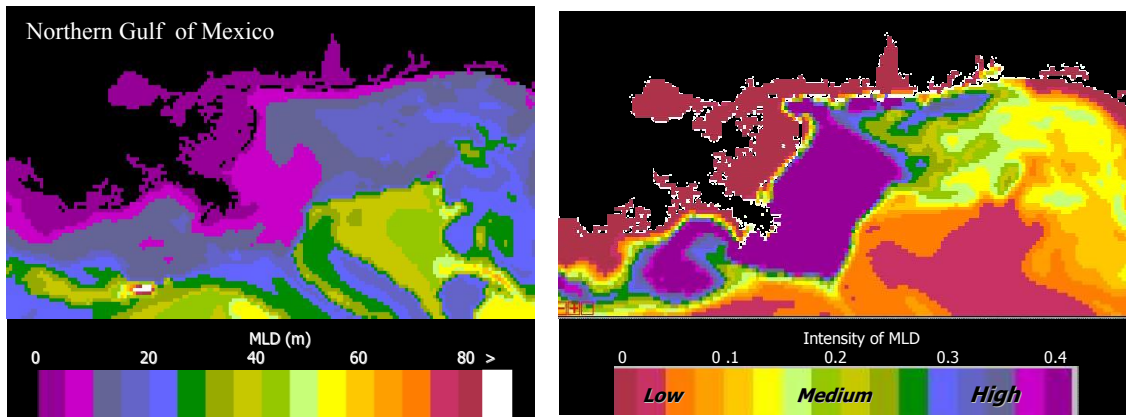 Northern Gulf of Mexico
MLD (m)
0 20 40 60 80 >
Intensity of MLD
0 0 .1 0.2 0.3 0.4
Low Medium High